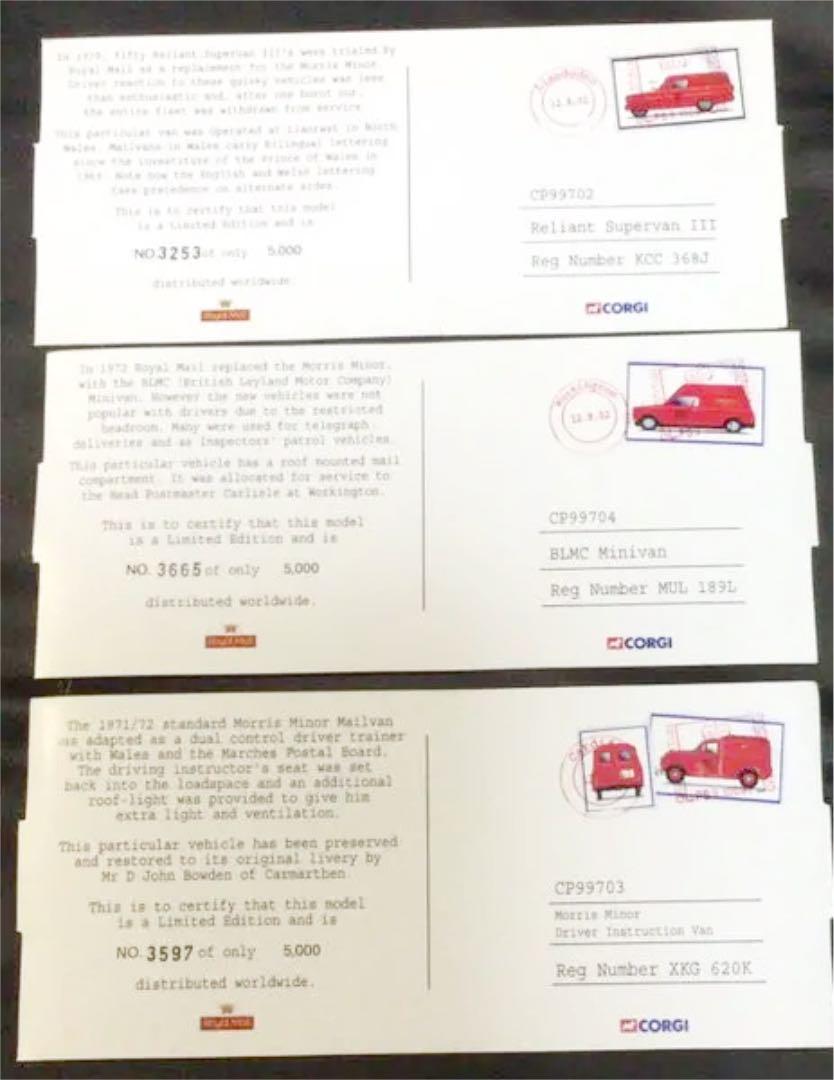 In 1970, fifty Reliant Supervan III's were trialed by
Royal Mail as a replacement for the Morris Minor.
Driver reaction to these quirky vehicles was less
than enthusiastic and, after one burnt out,
the entire fleet was withdrawn from service.
This particular van was operated at Llanrwst in North
Wales. Mailvans in Wales carry Bilingual lettering
since the investiture of the Prince of Wales in
1969. Note how the English and Welsh lettering
take precedence on alternate sides.
This is to certify that this model
is a Limited Edition and is
NO. 3253 of only 5,000
distributed worldwide.
Royal Mail
Llandudno
12.8.02
CP99702
Reliant Supervan III
Reg Number KCC 368J
CORGI
In 1972 Royal Mail replaced the Morris Minor,
with the BLMC (British Leyland Motor Company)
Minivan. However the new vehicles were not
popular with drivers due to the restricted
headroom. Many were used for telegraph
deliveries and as Inspectors' patrol vehicles.
This particular vehicle has a roof mounted mail
compartment. It was allocated for service to
the Head Postmaster Carlisle at Workington.
This is to certify that this model
is a Limited Edition and is
NO. 3665 of only 5,000
distributed worldwide.
Royal Mail
Workington
12.8.02
CP99704
BLMC Minivan
Reg Number MUL 189L
CORGI
The 1971/72 standard Morris Minor Mailvan
was adapted as a dual control driver trainer
with Wales and the Marches Postal Board.
The driving instructor's seat was set
back into the loadspace and an additional
roof-light was provided to give him
extra light and ventilation.
This particular vehicle has been preserved
and restored to its original livery by
Mr D John Bowden of Carmarthen
This is to certify that this model
is a Limited Edition and is
NO. 3597 of only 5,000
distributed worldwide.
Royal Mail
CP99703
Morris Minor
Driver Instruction Van
Reg Number XKG 620K
CORGI